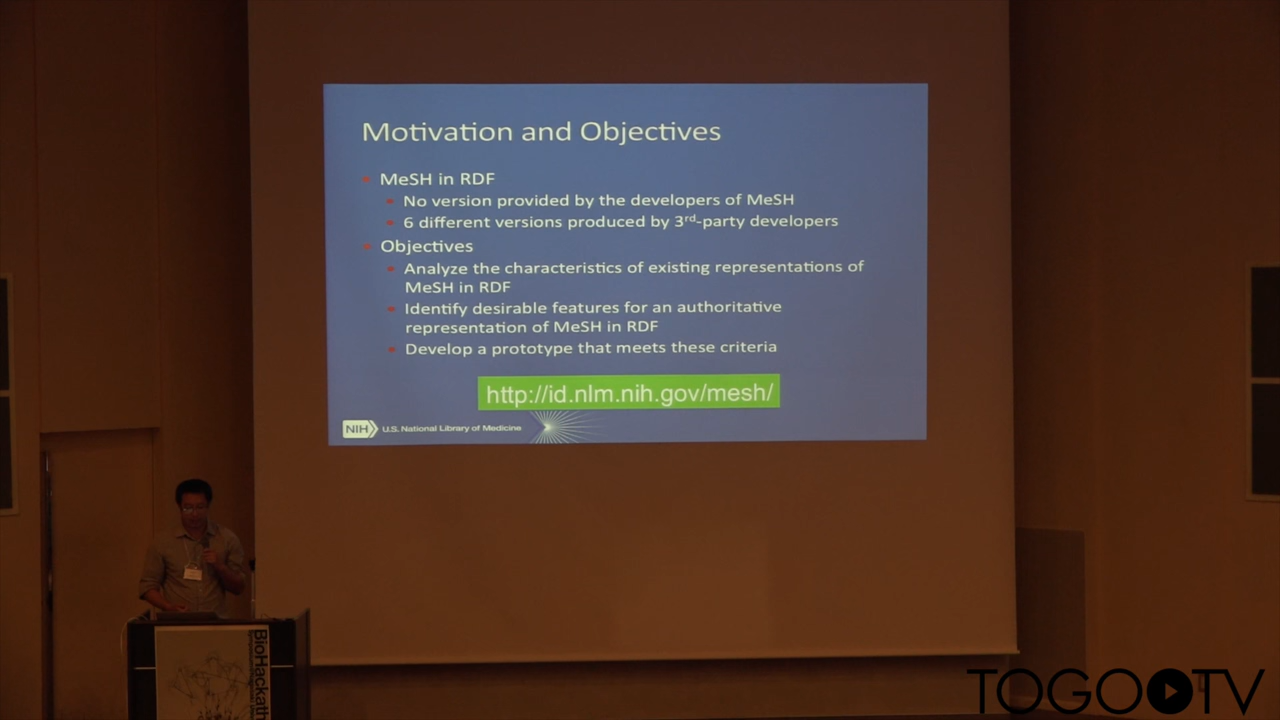 Motivation and Objectives
MeSH in RDF
No version provided by the developers of MeSH
6 different versions produced by 3rd-party developers
Objectives
Analyze the characteristics of existing representations of
MeSH in RDF
Identify desirable features for an authoritative
representation of MeSH in RDF
Develop a prototype that meets these criteria
http://id.nlm.nih.gov/mesh/
NIH U.S. National Library of Medicine
BioHackath
TOGOTV